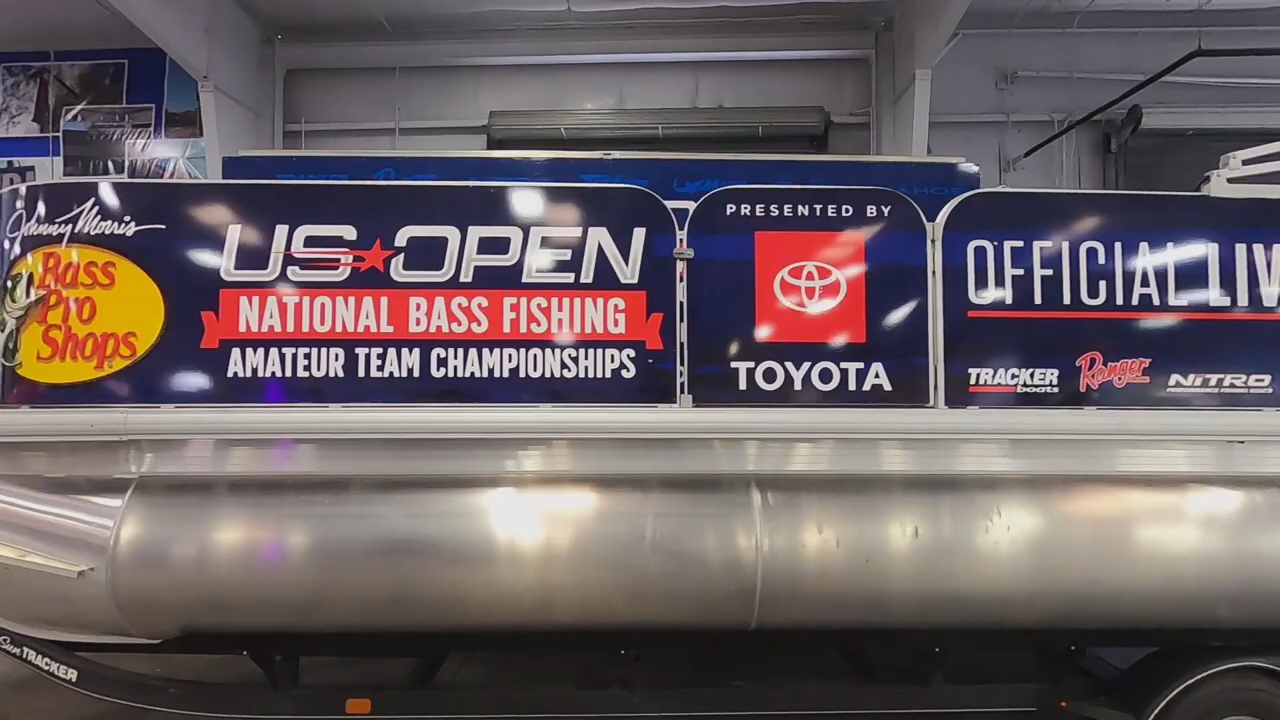 Johnny Morris
Bass
Pro
Shops
US OPEN
NATIONAL BASS FISHING
AMATEUR TEAM CHAMPIONSHIPS
PRESENTED BY
TOYOTA
OFFICIAL LIV
TRACKER
boats
Ranger
NITRO
Sun TRACKER